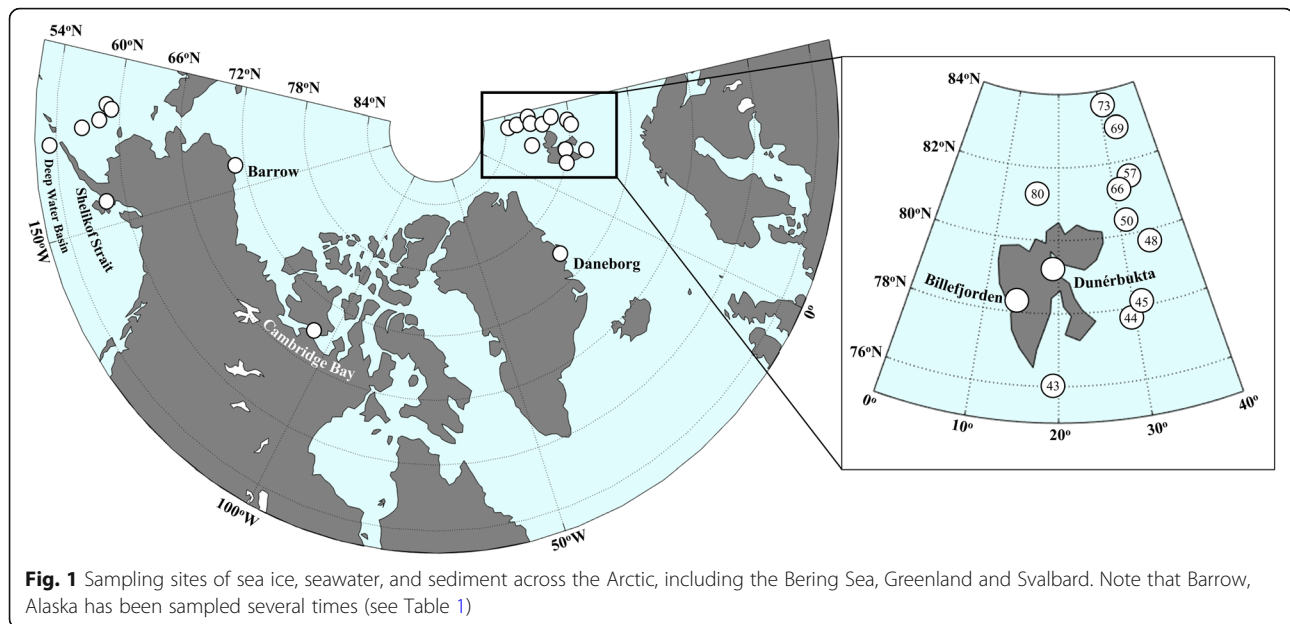 54ºN
60ºN
66ºN
72ºN
78ºN
84ºN
Barrow
Deep Water Basin
Shelikof Strait
150ºW
Daneborg
Cambridge Bay
100ºW
50ºW
0º
84ºN
82ºN
80ºN
78ºN
76ºN
73
69
57
66
80
50
48
Dunérbukta
Billefjorden
45
44
43
0º
10º
20º
30º
40º
Fig. 1 Sampling sites of sea ice, seawater, and sediment across the Arctic, including the Bering Sea, Greenland and Svalbard. Note that Barrow,
Alaska has been sampled several times (see Table 1)